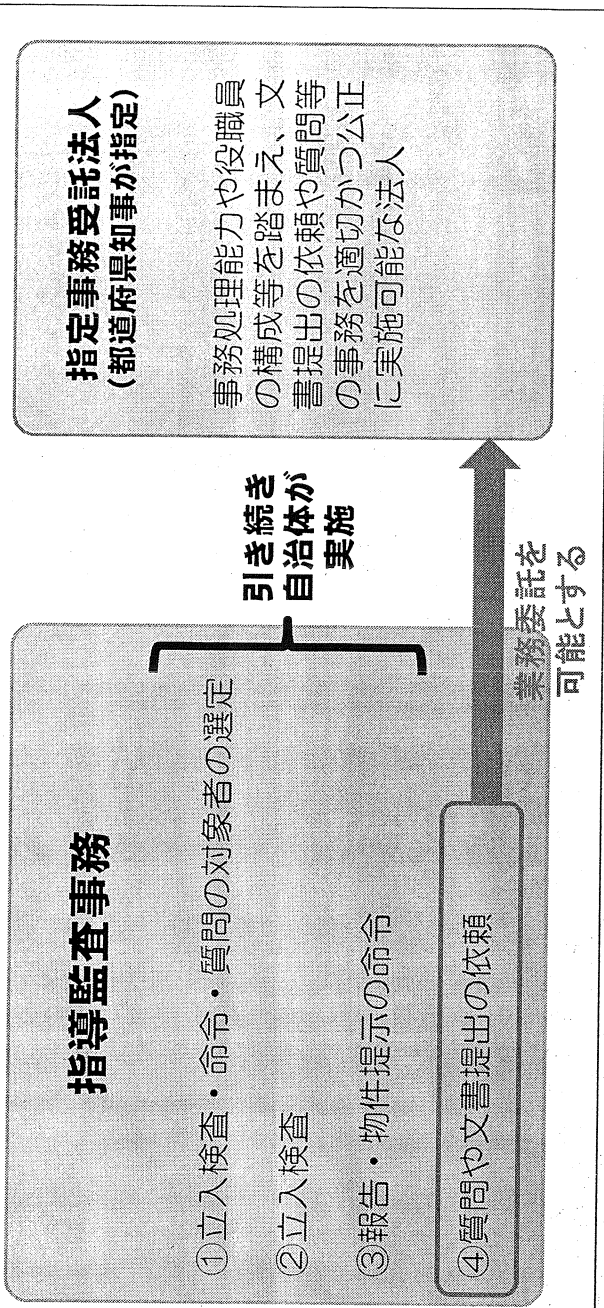 指導監査事務
①立入検査・命令・質問の対象者の選定
②立入検査
③報告・物件提示の命令
④質問や文書提出の依頼
引き続き
自治体が
実施
業務委託を
可能とする
指定事務受託法人
(都道府県知事が指定)
事務処理能力や役職員
の構成等を踏まえ、文
書提出の依頼や質問等
の事務を適切かつ公正
に実施可能な法人